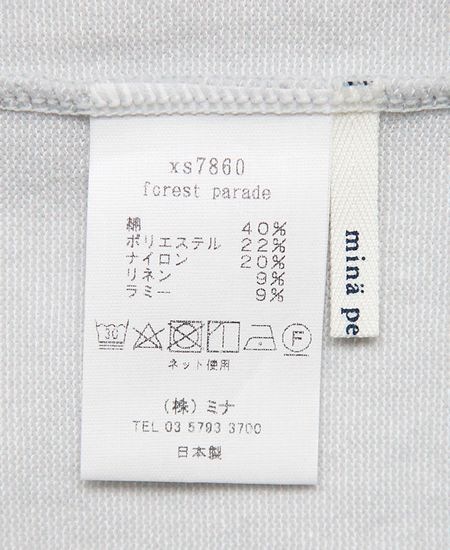 xs7860
forest parade
綿 40%
ポリエステル 22%
ナイロン 20%
リネン 9%
ラミー 9%
30 F
ネット使用
(株)ミナ
TEL 03 5793 3700
日本製
minä pe